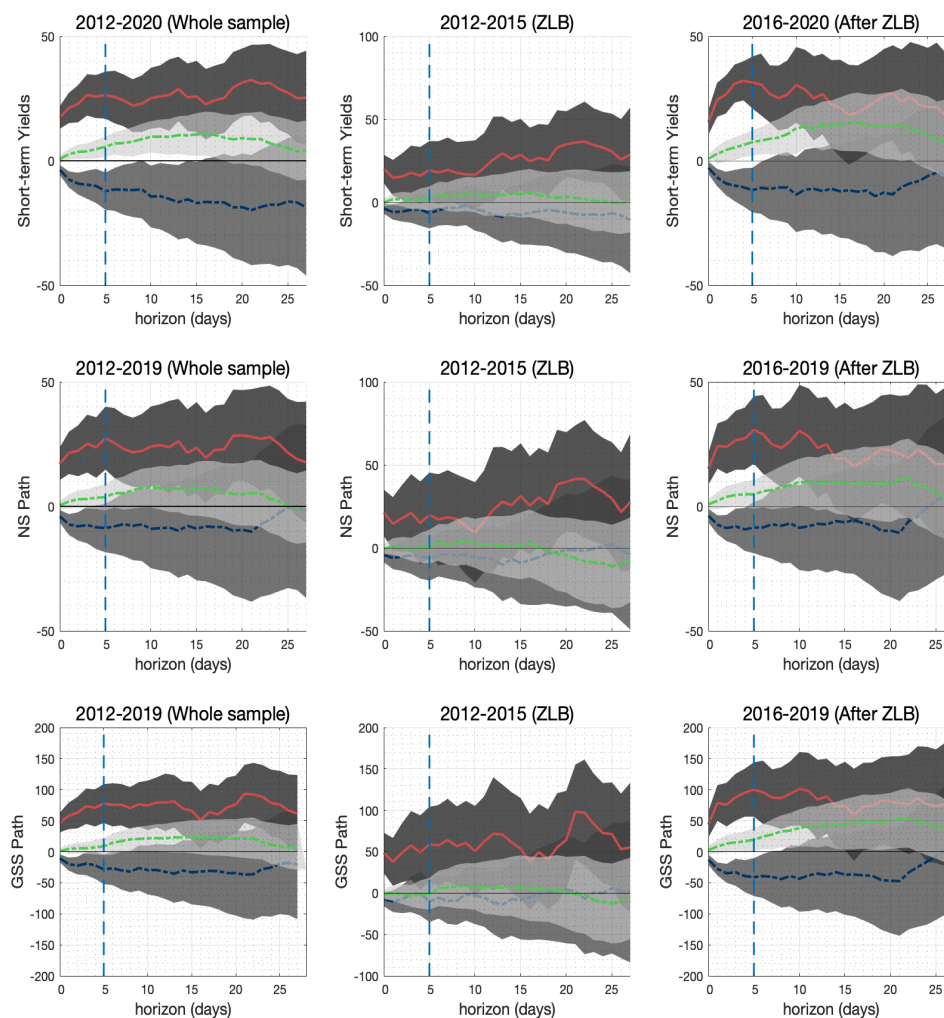 2012-2020 (Whole sample)
2012-2015 (ZLB)
2016-2020 (After ZLB)
Short-term Yields
50
0
-50
0 5 10 15 20 25
horizon (days)
Short-term Yields
100
50
0
-50
0 5 10 15 20 25
horizon (days)
Short-term Yields
50
0
-50
0 5 10 15 20 25
horizon (days)
2012-2019 (Whole sample)
2012-2015 (ZLB)
2016-2019 (After ZLB)
NS Path
50
0
-50
0 5 10 15 20 25
horizon (days)
NS Path
100
50
0
-50
0 5 10 15 20 25
horizon (days)
NS Path
50
0
-50
0 5 10 15 20 25
horizon (days)
2012-2019 (Whole sample)
2012-2015 (ZLB)
2016-2019 (After ZLB)
GSS Path
200
150
100
50
0
-50
-100
-150
-200
0 5 10 15 20 25
horizon (days)
GSS Path
200
150
100
50
0
-50
-100
0 5 10 15 20 25
horizon (days)
GSS Path
200
150
100
50
0
-50
-100
-150
-200
0 5 10 15 20 25
horizon (days)